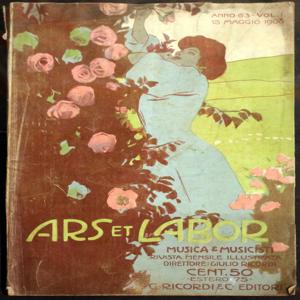 ANNO 63 - VOL. I
15 MAGGIO 1908
ARS ET LABOR
MUSICA & MUSICISTI
RIVISTA MENSILE ILLUSTRATA
DIRETTORE: GIULIO RICORDI
CENT. 50
- ESTERO 75 -
G. RICORDI & C. EDITORI